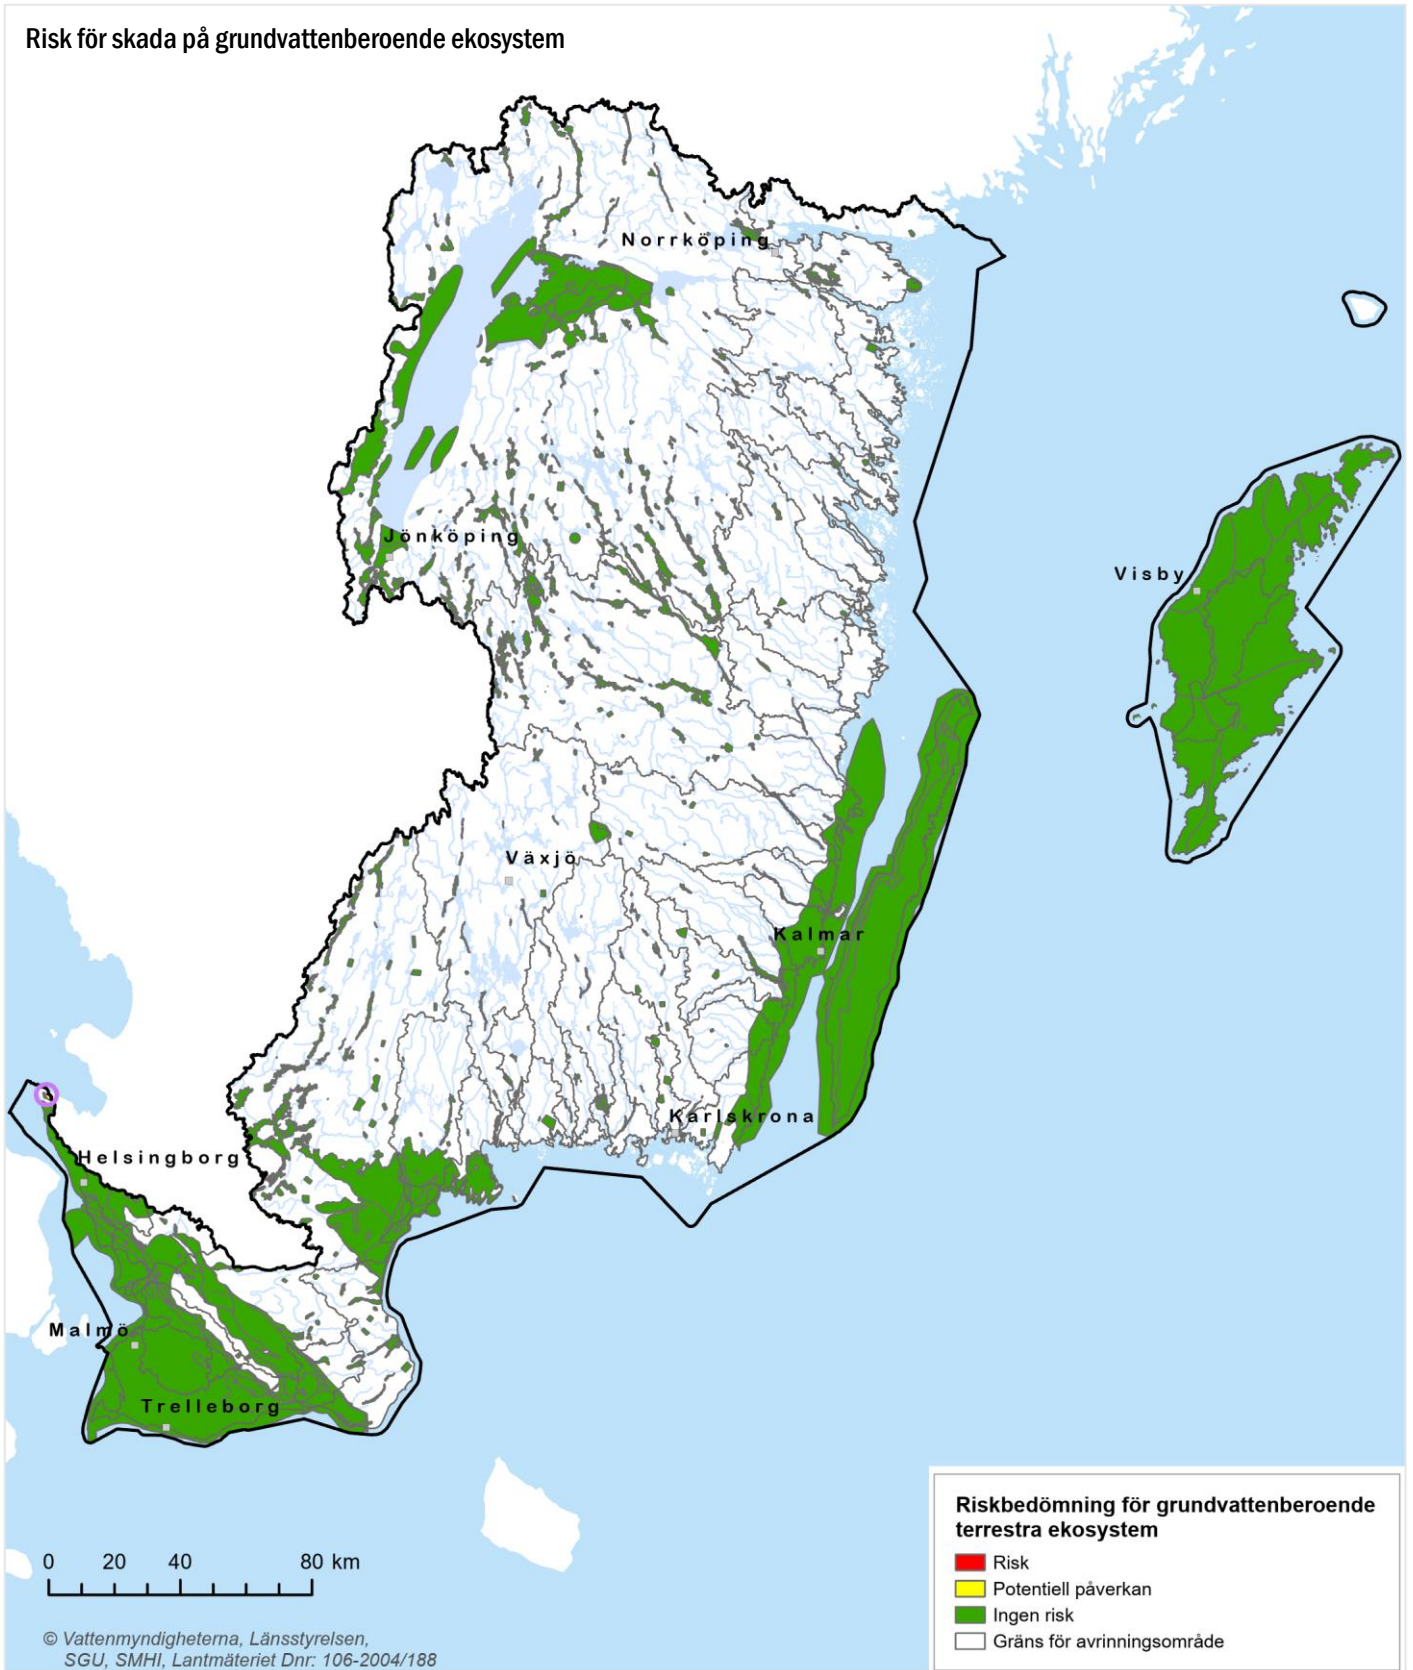 Risk för skada på grundvattenberoende ekosystem
Norrköping
Jönköping
Visby
Växjö
Kalmar
Karlskrona
Helsingborg
Malmö
Trelleborg
0 20 40 80 km
© Vattenmyndigheterna, Länsstyrelsen,
SGU, SMHI, Lantmäteriet Dnr: 106-2004/188
Riskbedömning för grundvattenberoende
terrestra ekosystem
Risk
Potentiell påverkan
Ingen risk
Gräns för avrinningsområde